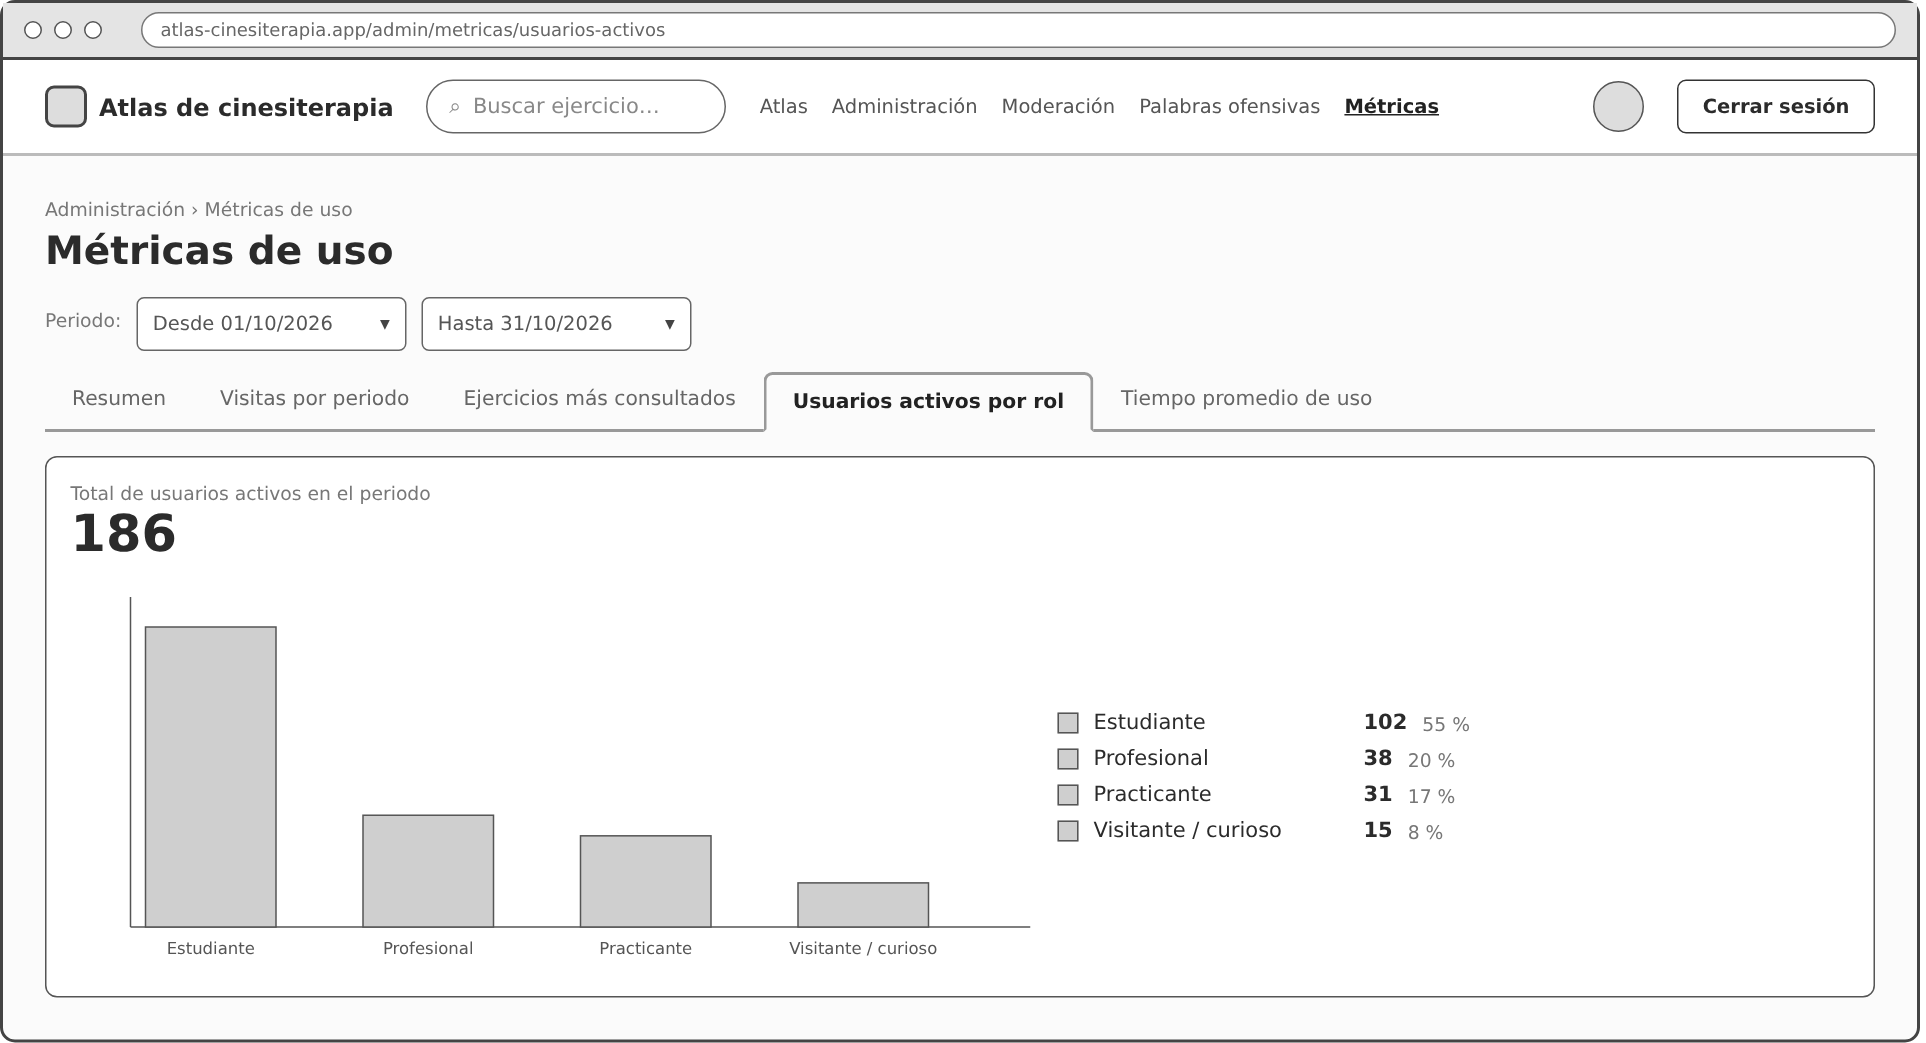 atlas-cinesiterapia.app/admin/metricas/usuarios-activos
Atlas de cinesiterapia
Buscar ejercicio…
Atlas Administración Moderación Palabras ofensivas Métricas
Cerrar sesión
Administración › Métricas de uso
Métricas de uso
Periodo: Desde 01/10/2026 ▼ Hasta 31/10/2026 ▼
Resumen Visitas por periodo Ejercicios más consultados Usuarios activos por rol Tiempo promedio de uso
Total de usuarios activos en el periodo
186
Estudiante Profesional Practicante Visitante / curioso
Estudiante 102 55 %
Profesional 38 20 %
Practicante 31 17 %
Visitante / curioso 15 8 %